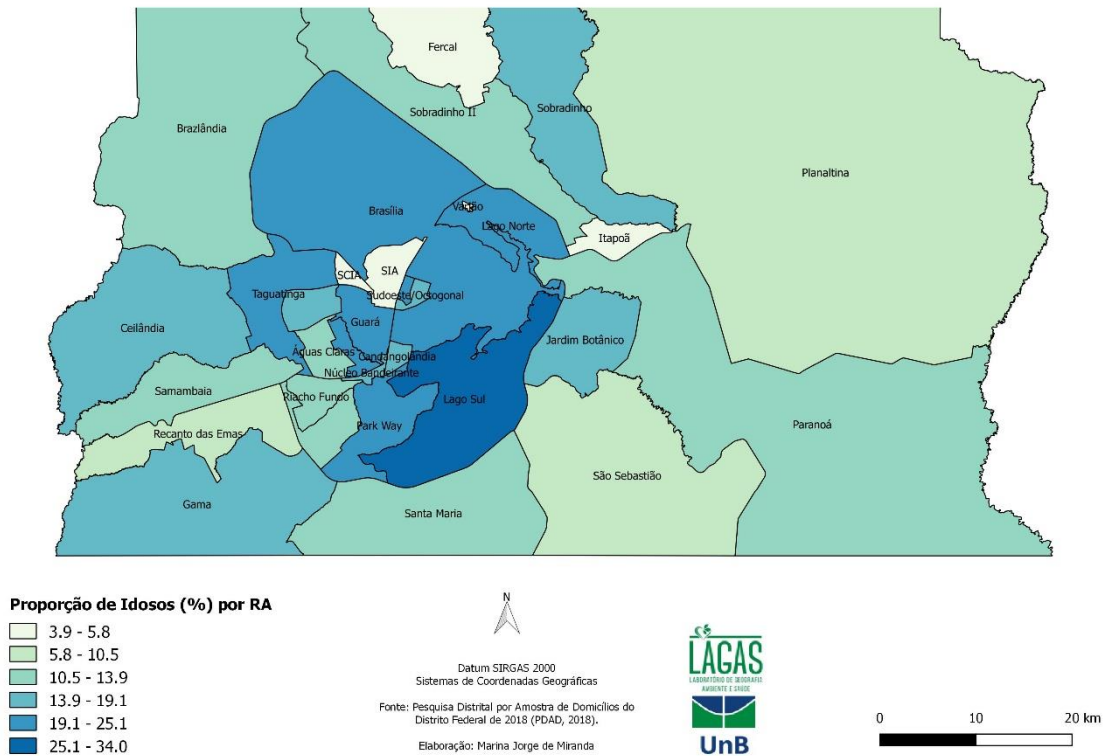 Fercal
Sobradinho
Sobradinho II
Brazlândia
Planaltina
Varjão
Brasília
Lago Norte
Itapoã
SIA
SCIA
Taguatinga
Sudoeste/Octogonal
Guará
Ceilândia
Jardim Botânico
Águas Claras
Candangolândia
Núcleo Bandeirante
Samambaia
Riacho Fundo
Lago Sul
Park Way
Paranoá
Recanto das Emas
São Sebastião
Gama
Santa Maria
Proporção de Idosos (%) por RA
3.9 - 5.8
5.8 - 10.5
10.5 - 13.9
13.9 - 19.1
19.1 - 25.1
25.1 - 34.0
N
Datum SIRGAS 2000
Sistemas de Coordenadas Geográficas
Fonte: Pesquisa Distrital por Amostra de Domicílios do
Distrito Federal de 2018 (PDAD, 2018).
Elaboração: Marina Jorge de Miranda
LAGAS
LABORATÓRIO DE GEOGRAFIA
AMBIENTE E SAÚDE
UnB
0 10 20 km